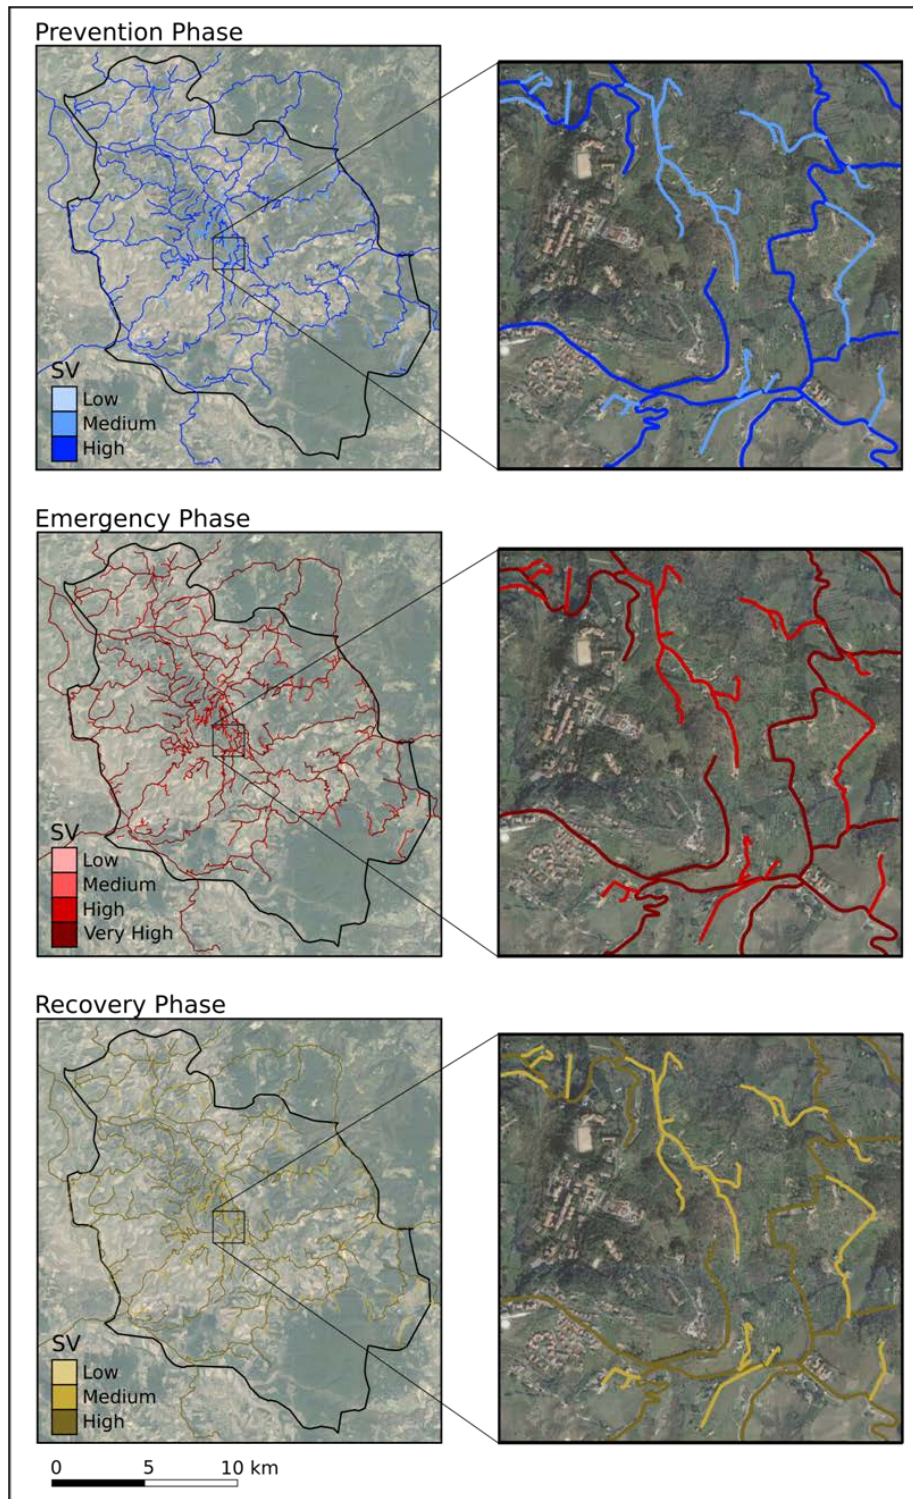 Prevention Phase
SV
Low
Medium
High
Emergency Phase
SV
Low
Medium
High
Very High
Recovery Phase
SV
Low
Medium
High
0 5 10 km